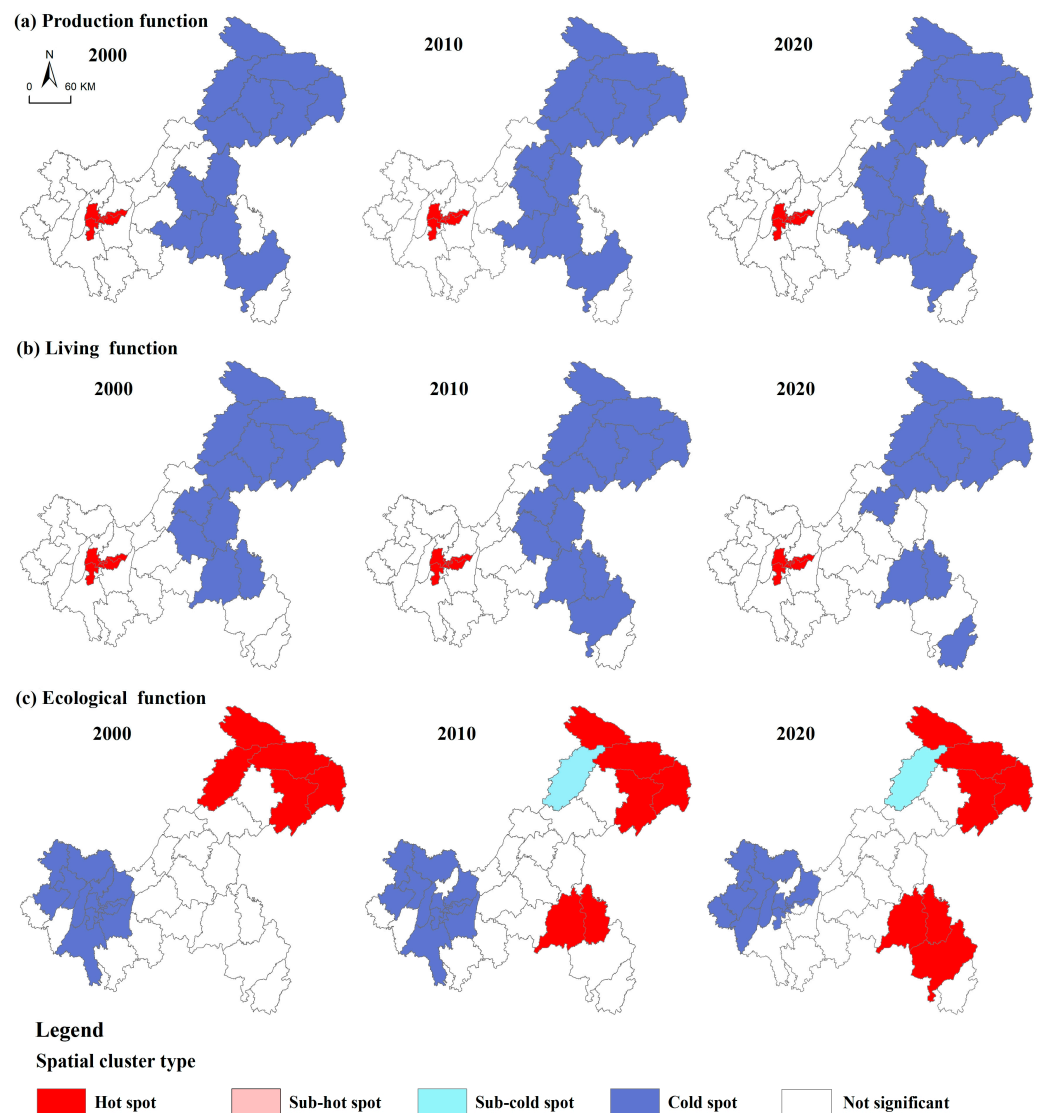 (a) Production function
2000
2010
2020
N
0 60 KM
(b) Living function
2000
2010
2020
(c) Ecological function
2000
2010
2020
Legend
Spatial cluster type
Hot spot
Sub-hot spot
Sub-cold spot
Cold spot
Not significant